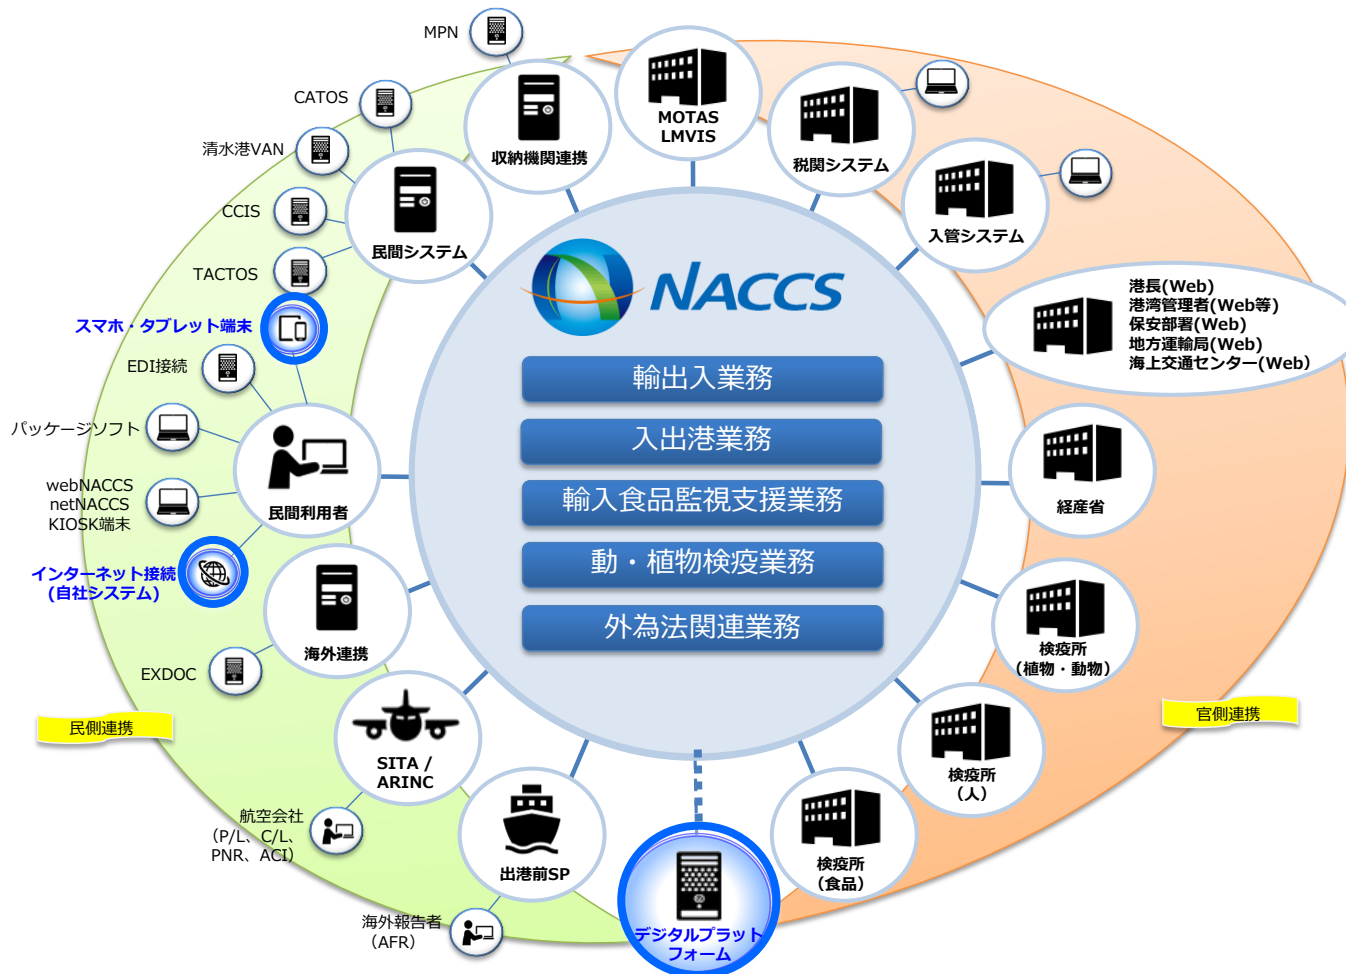 MPN
CATOS
清水港VAN
CCIS
TACTOS
収納機関連携
民間システム
MOTAS
LMVIS
税関システム
入管システム
港長(Web)
港湾管理者(Web等)
保安部署(Web)
地方運輸局(Web)
海上交通センター(Web)
NACCS
輸出入業務
入出港業務
輸入食品監視支援業務
動・植物検疫業務
外為法関連業務
スマホ・タブレット端末
EDI接続
パッケージソフト
webNACCS
netNACCS
KIOSK端末
インターネット接続
(自社システム)
民間利用者
海外連携
EXDOC
民側連携
SITA /
ARINC
航空会社
(P/L、C/L、
PNR、ACI)
出港前SP
海外報告者
(AFR)
デジタルプラット
フォーム
経産省
検疫所
(植物・動物)
検疫所
(人)
検疫所
(食品)
官側連携